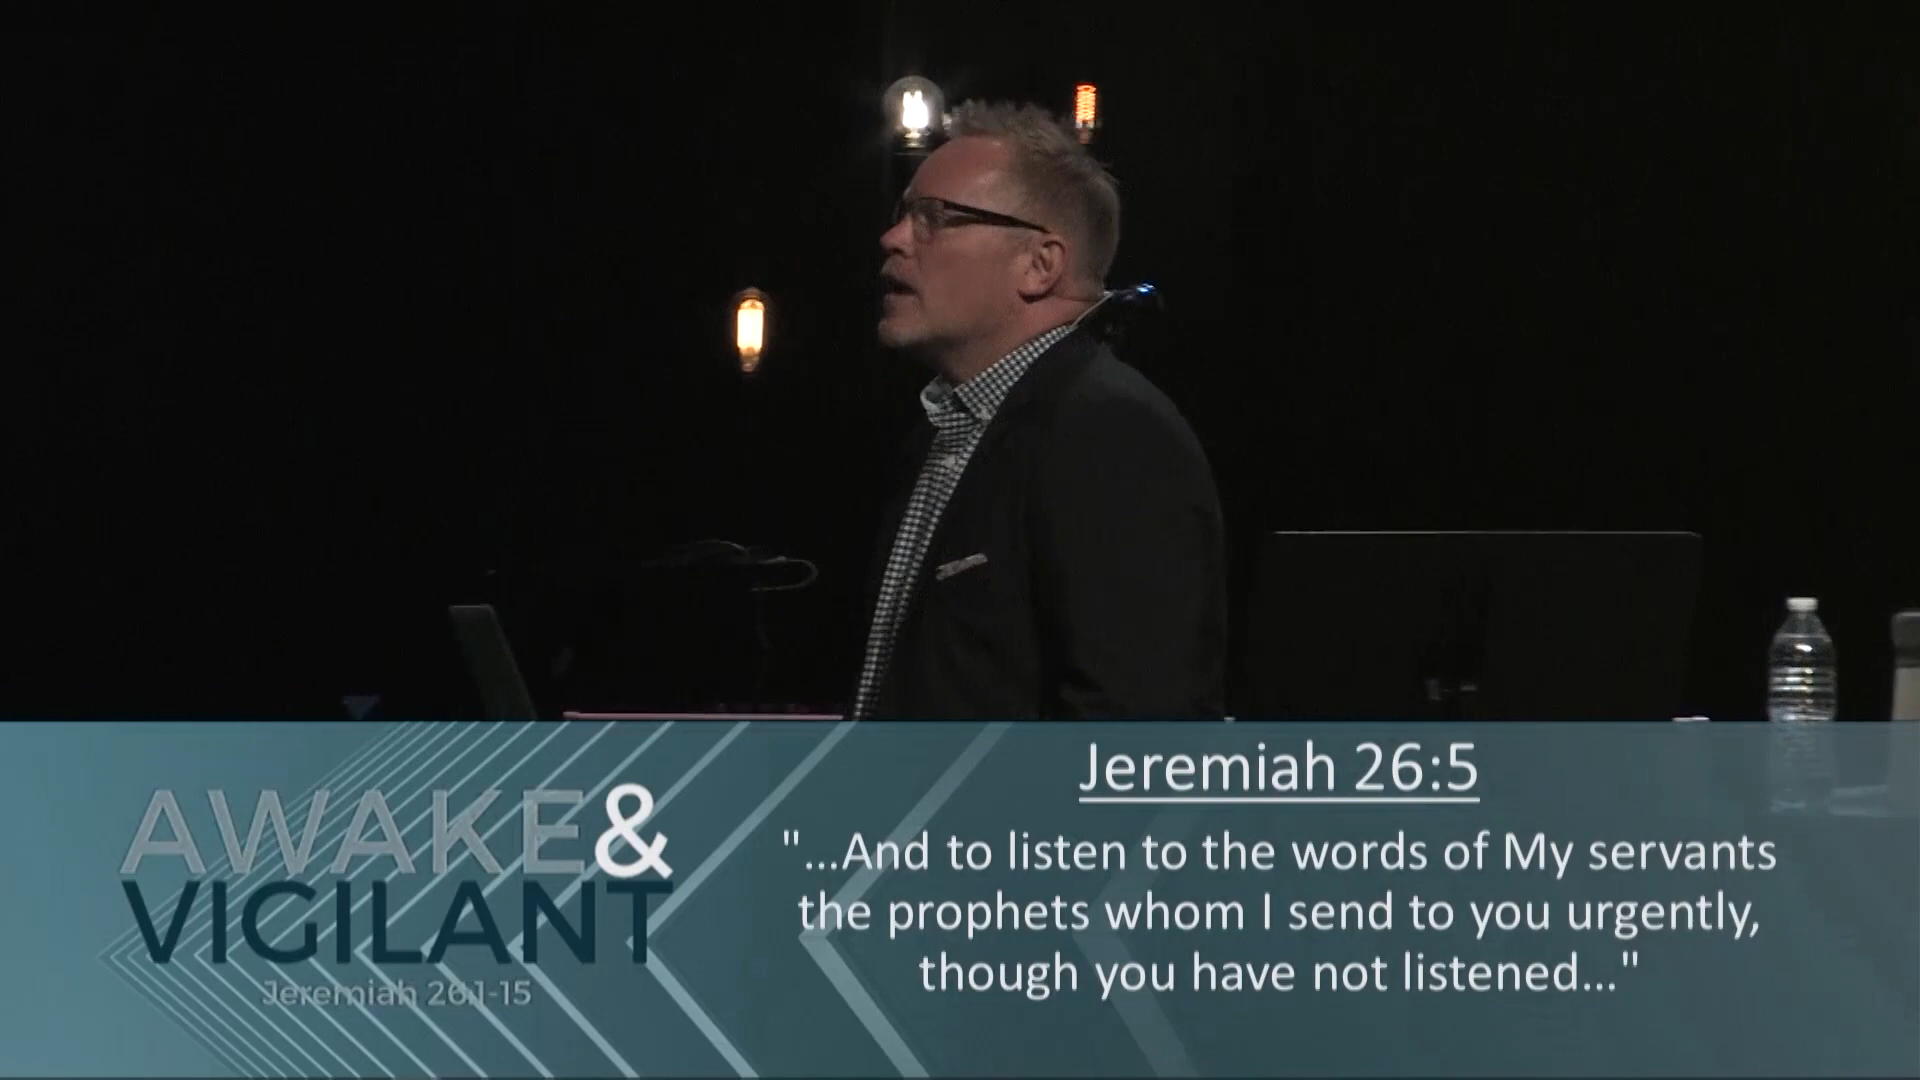 AWAKE&
VIGILANT
Jeremiah 26:1-15
Jeremiah 26:5
"...And to listen to the words of My servants
the prophets whom I send to you urgently,
though you have not listened..."